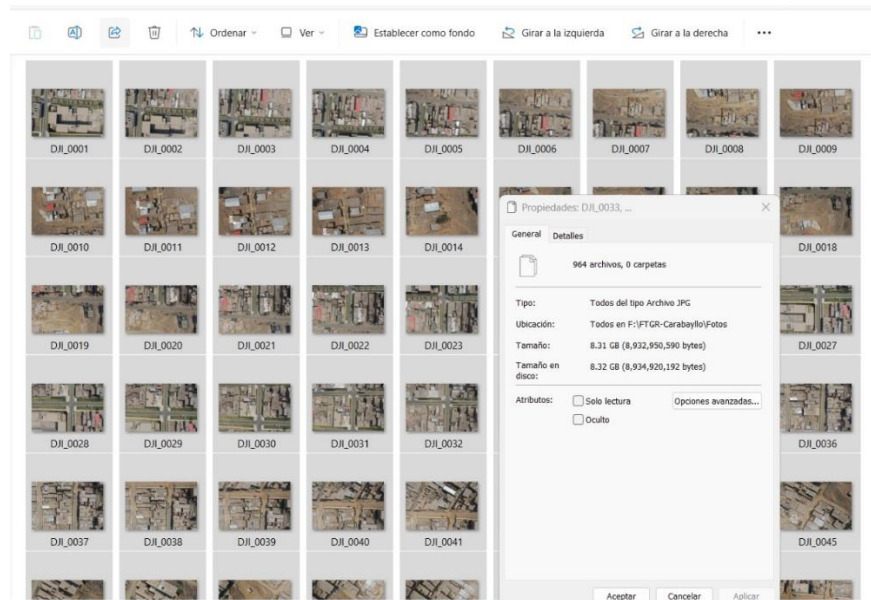 Ordenar
Ver
Establecer como fondo
Girar a la izquierda
Girar a la derecha
DJI_0001 DJI_0002 DJI_0003 DJI_0004 DJI_0005 DJI_0006 DJI_0007 DJI_0008 DJI_0009
DJI_0010 DJI_0011 DJI_0012 DJI_0013 DJI_0014 DJI_0018
Propiedades: DJI_0033, ...
General Detalles
964 archivos, 0 carpetas
Tipo: Todos del tipo Archivo JPG
Ubicación: Todos en F:\FTGR-Carabayllo\Fotos
Tamaño: 8.31 GB (8,932,950,590 bytes)
Tamaño en disco: 8.32 GB (8,934,920,192 bytes)
Atributos: Solo lectura Opciones avanzadas...
Oculto
Aceptar Cancelar Aplicar
DJI_0019 DJI_0020 DJI_0021 DJI_0022 DJI_0023 DJI_0027
DJI_0028 DJI_0029 DJI_0030 DJI_0031 DJI_0032 DJI_0036
DJI_0037 DJI_0038 DJI_0039 DJI_0040 DJI_0041 DJI_0045